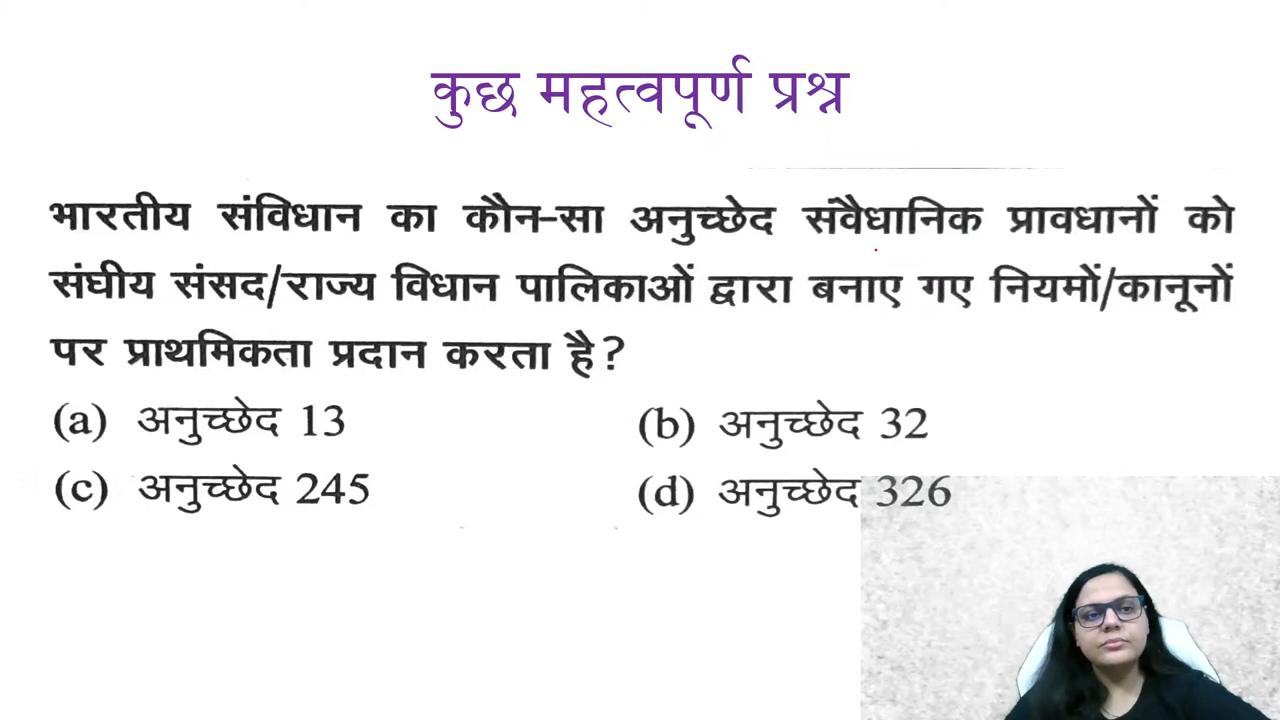 कुछ महत्वपूर्ण प्रश्न
भारतीय संविधान का कौन-सा अनुच्छेद संवैधानिक प्रावधानों को
संघीय संसद/राज्य विधान पालिकाओं द्वारा बनाए गए नियमों/कानूनों
पर प्राथमिकता प्रदान करता है?
(a) अनुच्छेद 13 (b) अनुच्छेद 32
(c) अनुच्छेद 245 (d) अनुच्छेद 326